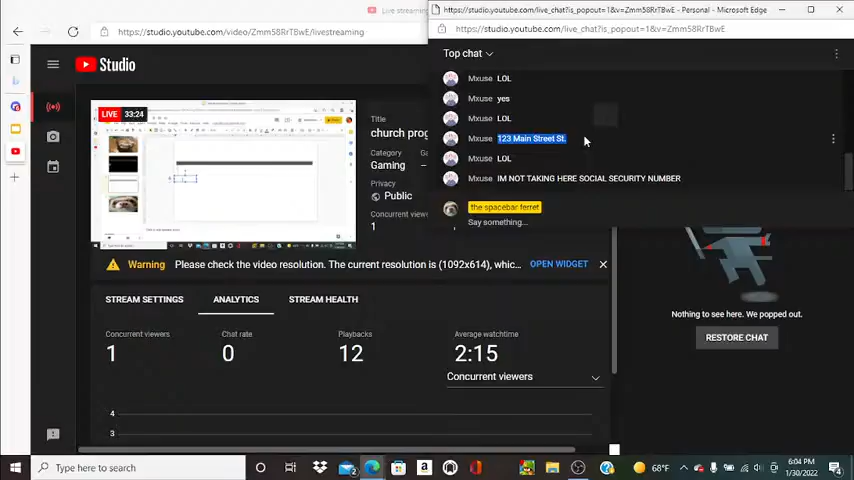 Live streaming
https://studio.youtube.com/live_chat?is_popout=1&v=Zmm58RrTBwE - Personal - Microsoft Edge
https://studio.youtube.com/video/Zmm58RrTBwE/livestreaming
https://studio.youtube.com/live_chat?is_popout=1&v=Zmm58RrTBwE
Studio
Top chat
Mxuse LOL
Mxuse yes
Mxuse LOL
Mxuse 123 Main Street St.
Mxuse LOL
Mxuse IM NOT TAKING HERE SOCIAL SECURITY NUMBER
the spacebar ferret
Say something...
LIVE 33:24
Title
church prog
Category
Gaming
Privacy
Public
Concurrent viewers
1
Warning Please check the video resolution. The current resolution is (1092x614), whic... OPEN WIDGET
STREAM SETTINGS ANALYTICS STREAM HEALTH
Concurrent viewers Chat rate Playbacks Average watchtime
1 0 12 2:15
Concurrent viewers
4
3
Nothing to see here. We popped out.
RESTORE CHAT
Type here to search
68°F
6:04 PM
1/30/2022